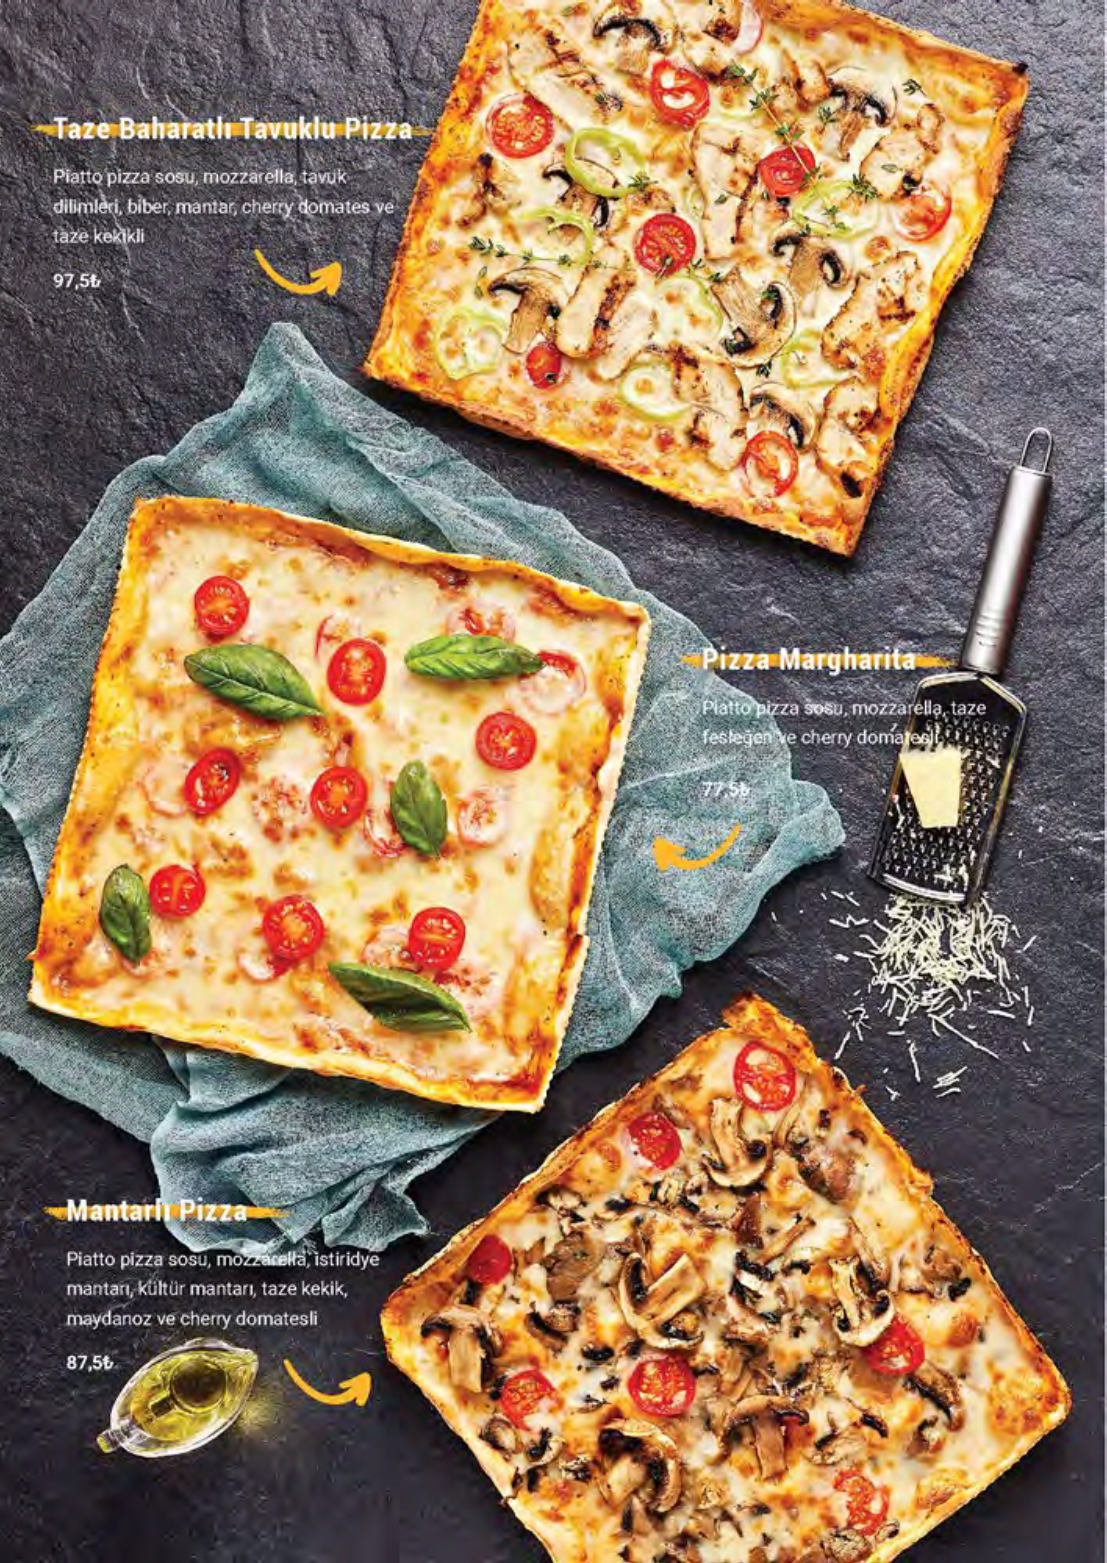 Taze Baharatlı Tavuklu Pizza
Piatto pizza sosu, mozzarella, tavuk
dilimleri, biber, mantar, cherry domates ve
taze kekikli
97,5₺
Pizza Margharita
Piatto pizza sosu, mozzarella, taze
fesleğen ve cherry domatesli
77,5₺
Mantarlı Pizza
Piatto pizza sosu, mozzarella, istiridye
mantarı, kültür mantarı, taze kekik,
maydanoz ve cherry domatesli
87,5₺